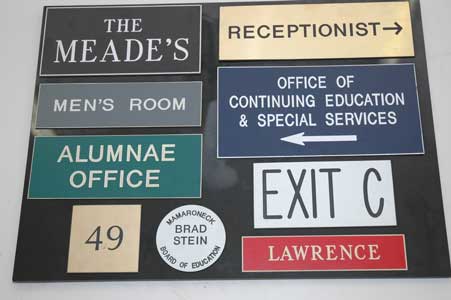 THE
MEADE'S
RECEPTIONIST→
MEN'S ROOM
OFFICE OF
CONTINUING EDUCATION
& SPECIAL SERVICES
←
ALUMNAE
OFFICE
EXIT C
49
MAMARONECK
BRAD
STEIN
BOARD OF EDUCATION
LAWRENCE